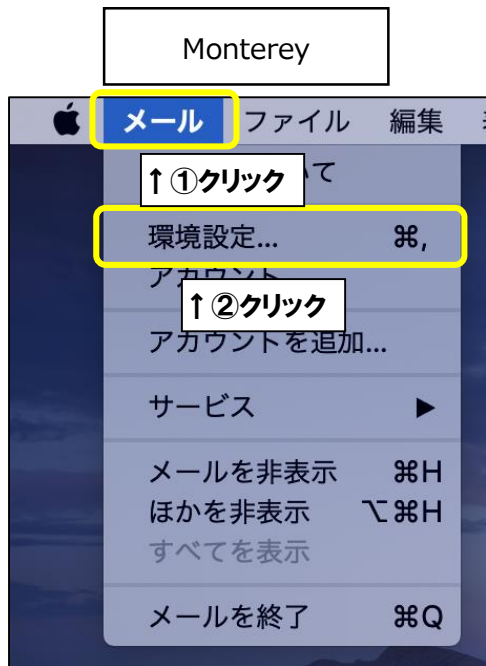 Monterey
メール ファイル 編集
↑①クリック いて
環境設定... ⌘,
アカウント...
↑②クリック
アカウントを追加...
サービス ▶
メールを非表示 ⌘H
ほかを非表示 ⌥⌘H
すべてを表示
メールを終了 ⌘Q